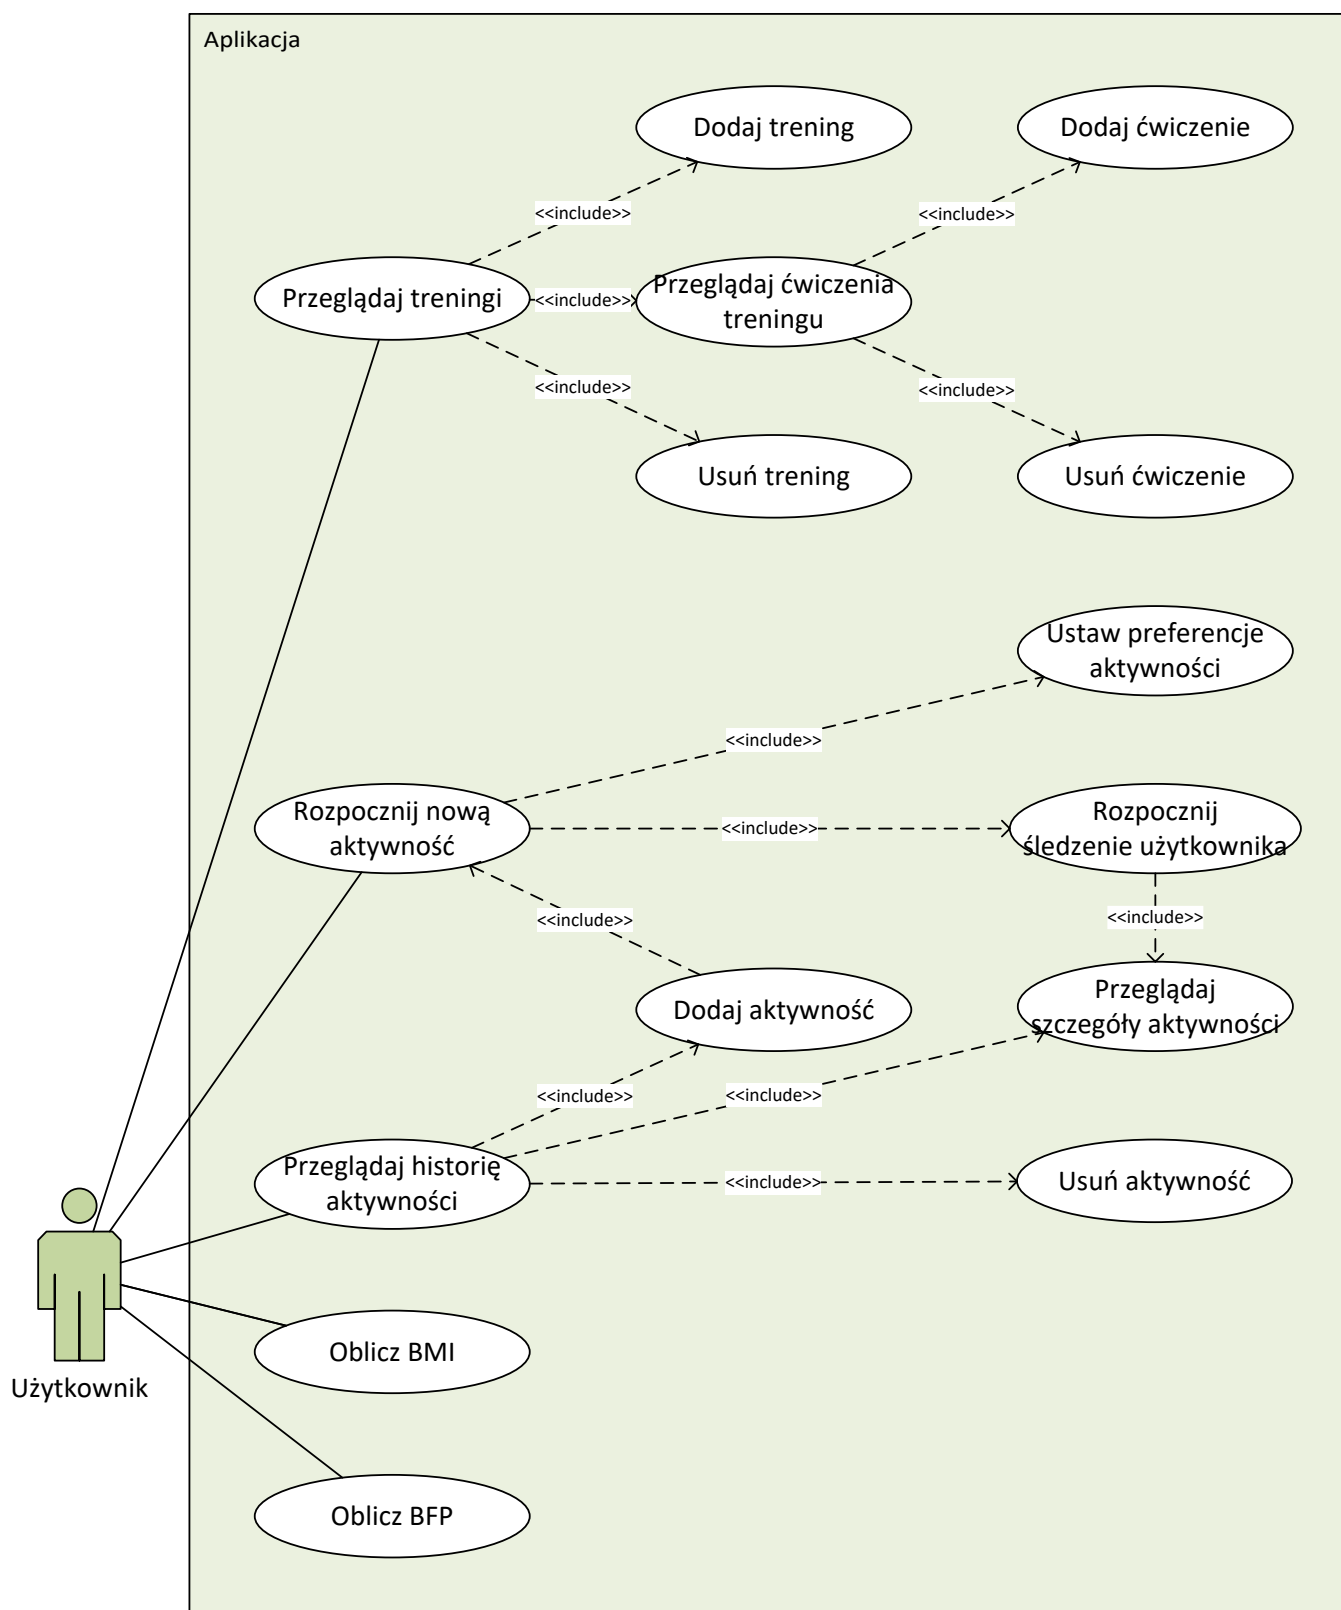 Aplikacja
Dodaj trening
Dodaj ćwiczenie
<<include>>
<<include>>
Przeglądaj treningi
<<include>>
Przeglądaj ćwiczenia
treningu
<<include>>
<<include>>
Usuń trening
Usuń ćwiczenie
Ustaw preferencje
aktywności
<<include>>
Rozpocznij nową
aktywność
<<include>>
Rozpocznij
śledzenie użytkownika
<<include>>
<<include>>
Dodaj aktywność
Przeglądaj
szczegóły aktywności
<<include>>
<<include>>
Przeglądaj historię
aktywności
<<include>>
Usuń aktywność
Oblicz BMI
Użytkownik
Oblicz BFP